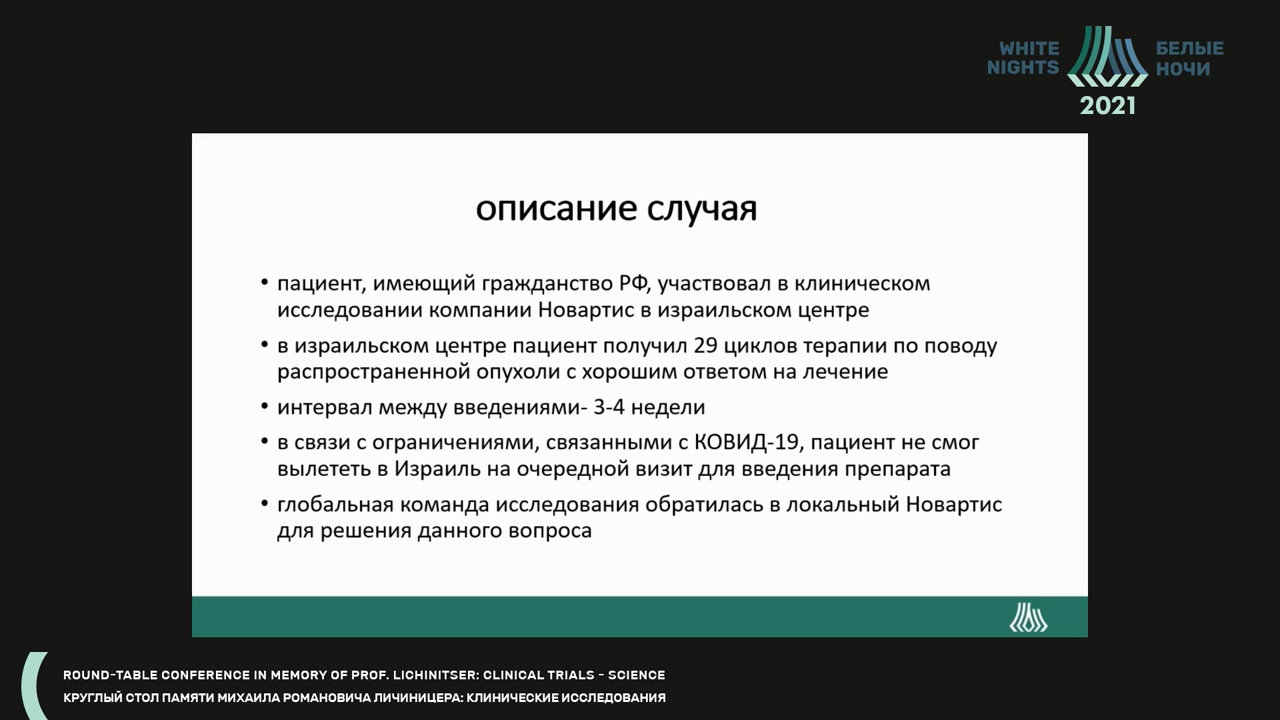 WHITE NIGHTS
БЕЛЫЕ НОЧИ
2021
описание случая
• пациент, имеющий гражданство РФ, участвовал в клиническом
исследовании компании Новартис в израильском центре
• в израильском центре пациент получил 29 циклов терапии по поводу
распространенной опухоли с хорошим ответом на лечение
• интервал между введениями- 3-4 недели
• в связи с ограничениями, связанными с КОВИД-19, пациент не смог
вылететь в Израиль на очередной визит для введения препарата
• глобальная команда исследования обратилась в локальный Новартис
для решения данного вопроса
ROUND-TABLE CONFERENCE IN MEMORY OF PROF. LICHINITSER: CLINICAL TRIALS - SCIENCE
КРУГЛЫЙ СТОЛ ПАМЯТИ МИХАИЛА РОМАНОВИЧА ЛИЧИНИЦЕРА: КЛИНИЧЕСКИЕ ИССЛЕДОВАНИЯ